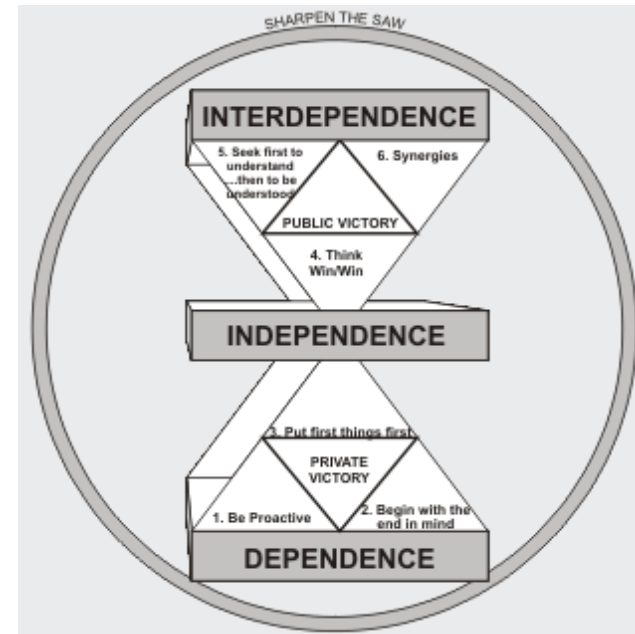 SHARPEN THE SAW
INTERDEPENDENCE
5. Seek first to
understand
...then to be
understood
6. Synergies
PUBLIC VICTORY
4. Think
Win/Win
INDEPENDENCE
3. Put first things first
PRIVATE
VICTORY
1. Be Proactive
2. Begin with the
end in mind
DEPENDENCE